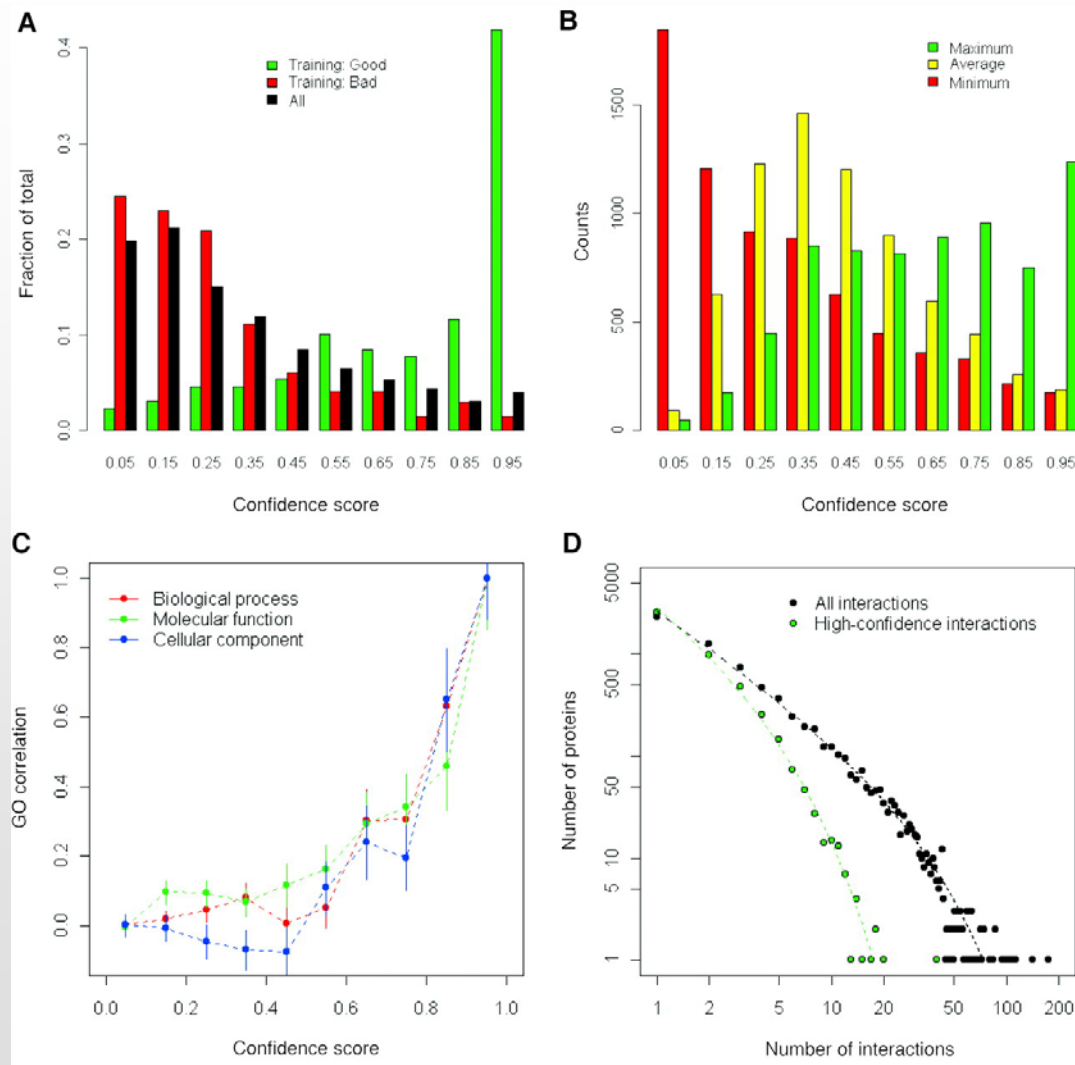 A
Training: Good
Training: Bad
All
Fraction of total
0.0 0.1 0.2 0.3 0.4
0.05 0.15 0.25 0.35 0.45 0.55 0.65 0.75 0.85 0.95
Confidence score
B
Maximum
Average
Minimum
Counts
0 500 1000 1500
0.05 0.15 0.25 0.35 0.45 0.55 0.65 0.75 0.85 0.95
Confidence score
C
Biological process
Molecular function
Cellular component
GO correlation
0.0 0.2 0.4 0.6 0.8 1.0
0.0 0.2 0.4 0.6 0.8 1.0
Confidence score
D
All interactions
High-confidence interactions
Number of proteins
1 5 10 50 500 5000
1 2 5 10 20 50 100 200
Number of interactions